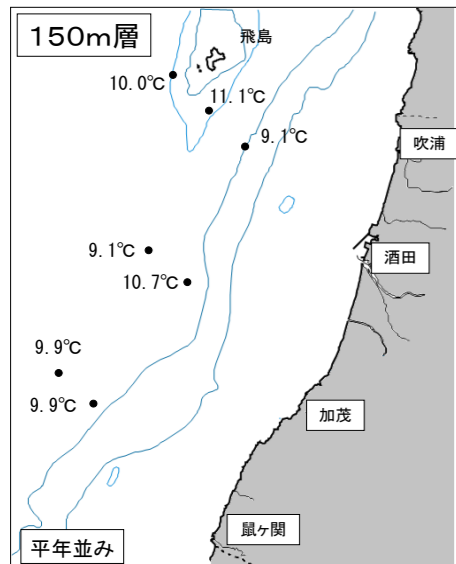 150m層
飛島
10.0℃
11.1℃
9.1℃
吹浦
9.1℃
酒田
10.7℃
9.9℃
9.9℃
加茂
鼠ヶ関
平年並み